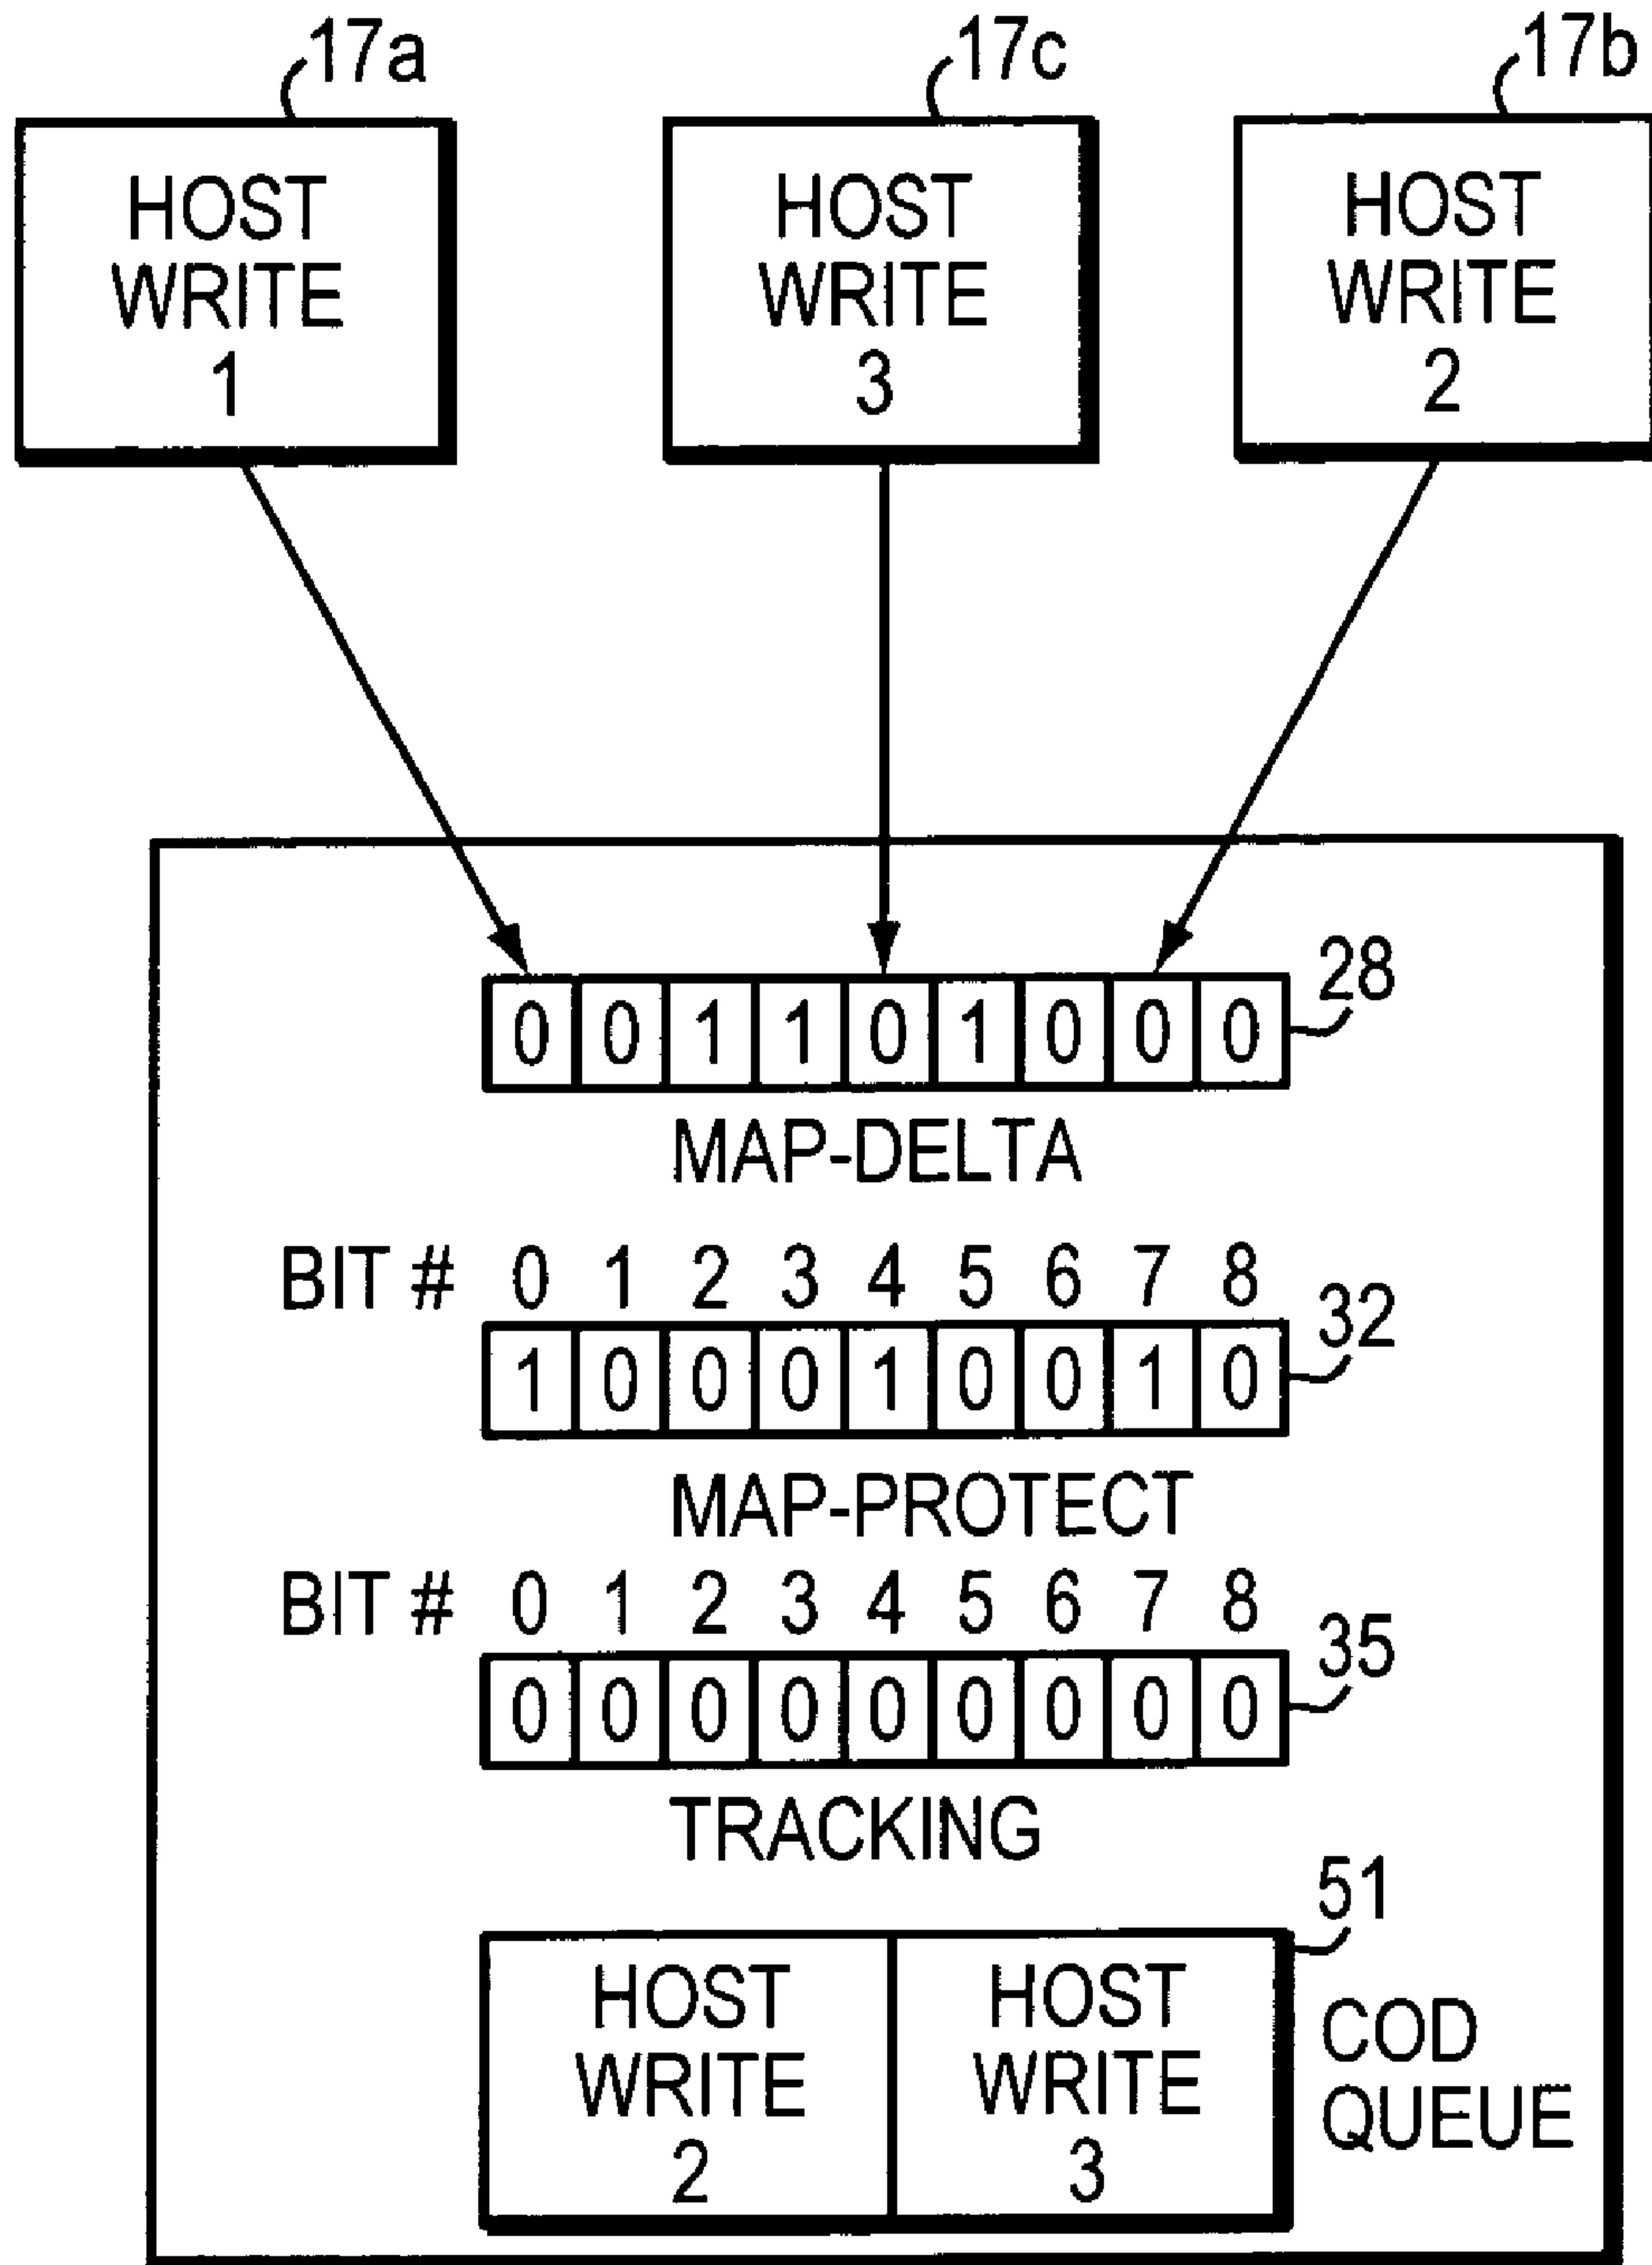 17a 17c 17b
HOST HOST HOST
WRITE WRITE WRITE
1 3 2
0 0 1 1 0 1 0 0 0 28
MAP-DELTA
BIT # 0 1 2 3 4 5 6 7 8
1 0 0 0 1 0 0 1 0 32
MAP-PROTECT
BIT # 0 1 2 3 4 5 6 7 8
0 0 0 0 0 0 0 0 0 35
TRACKING
51
HOST HOST
WRITE WRITE
2 3
COD
QUEUE